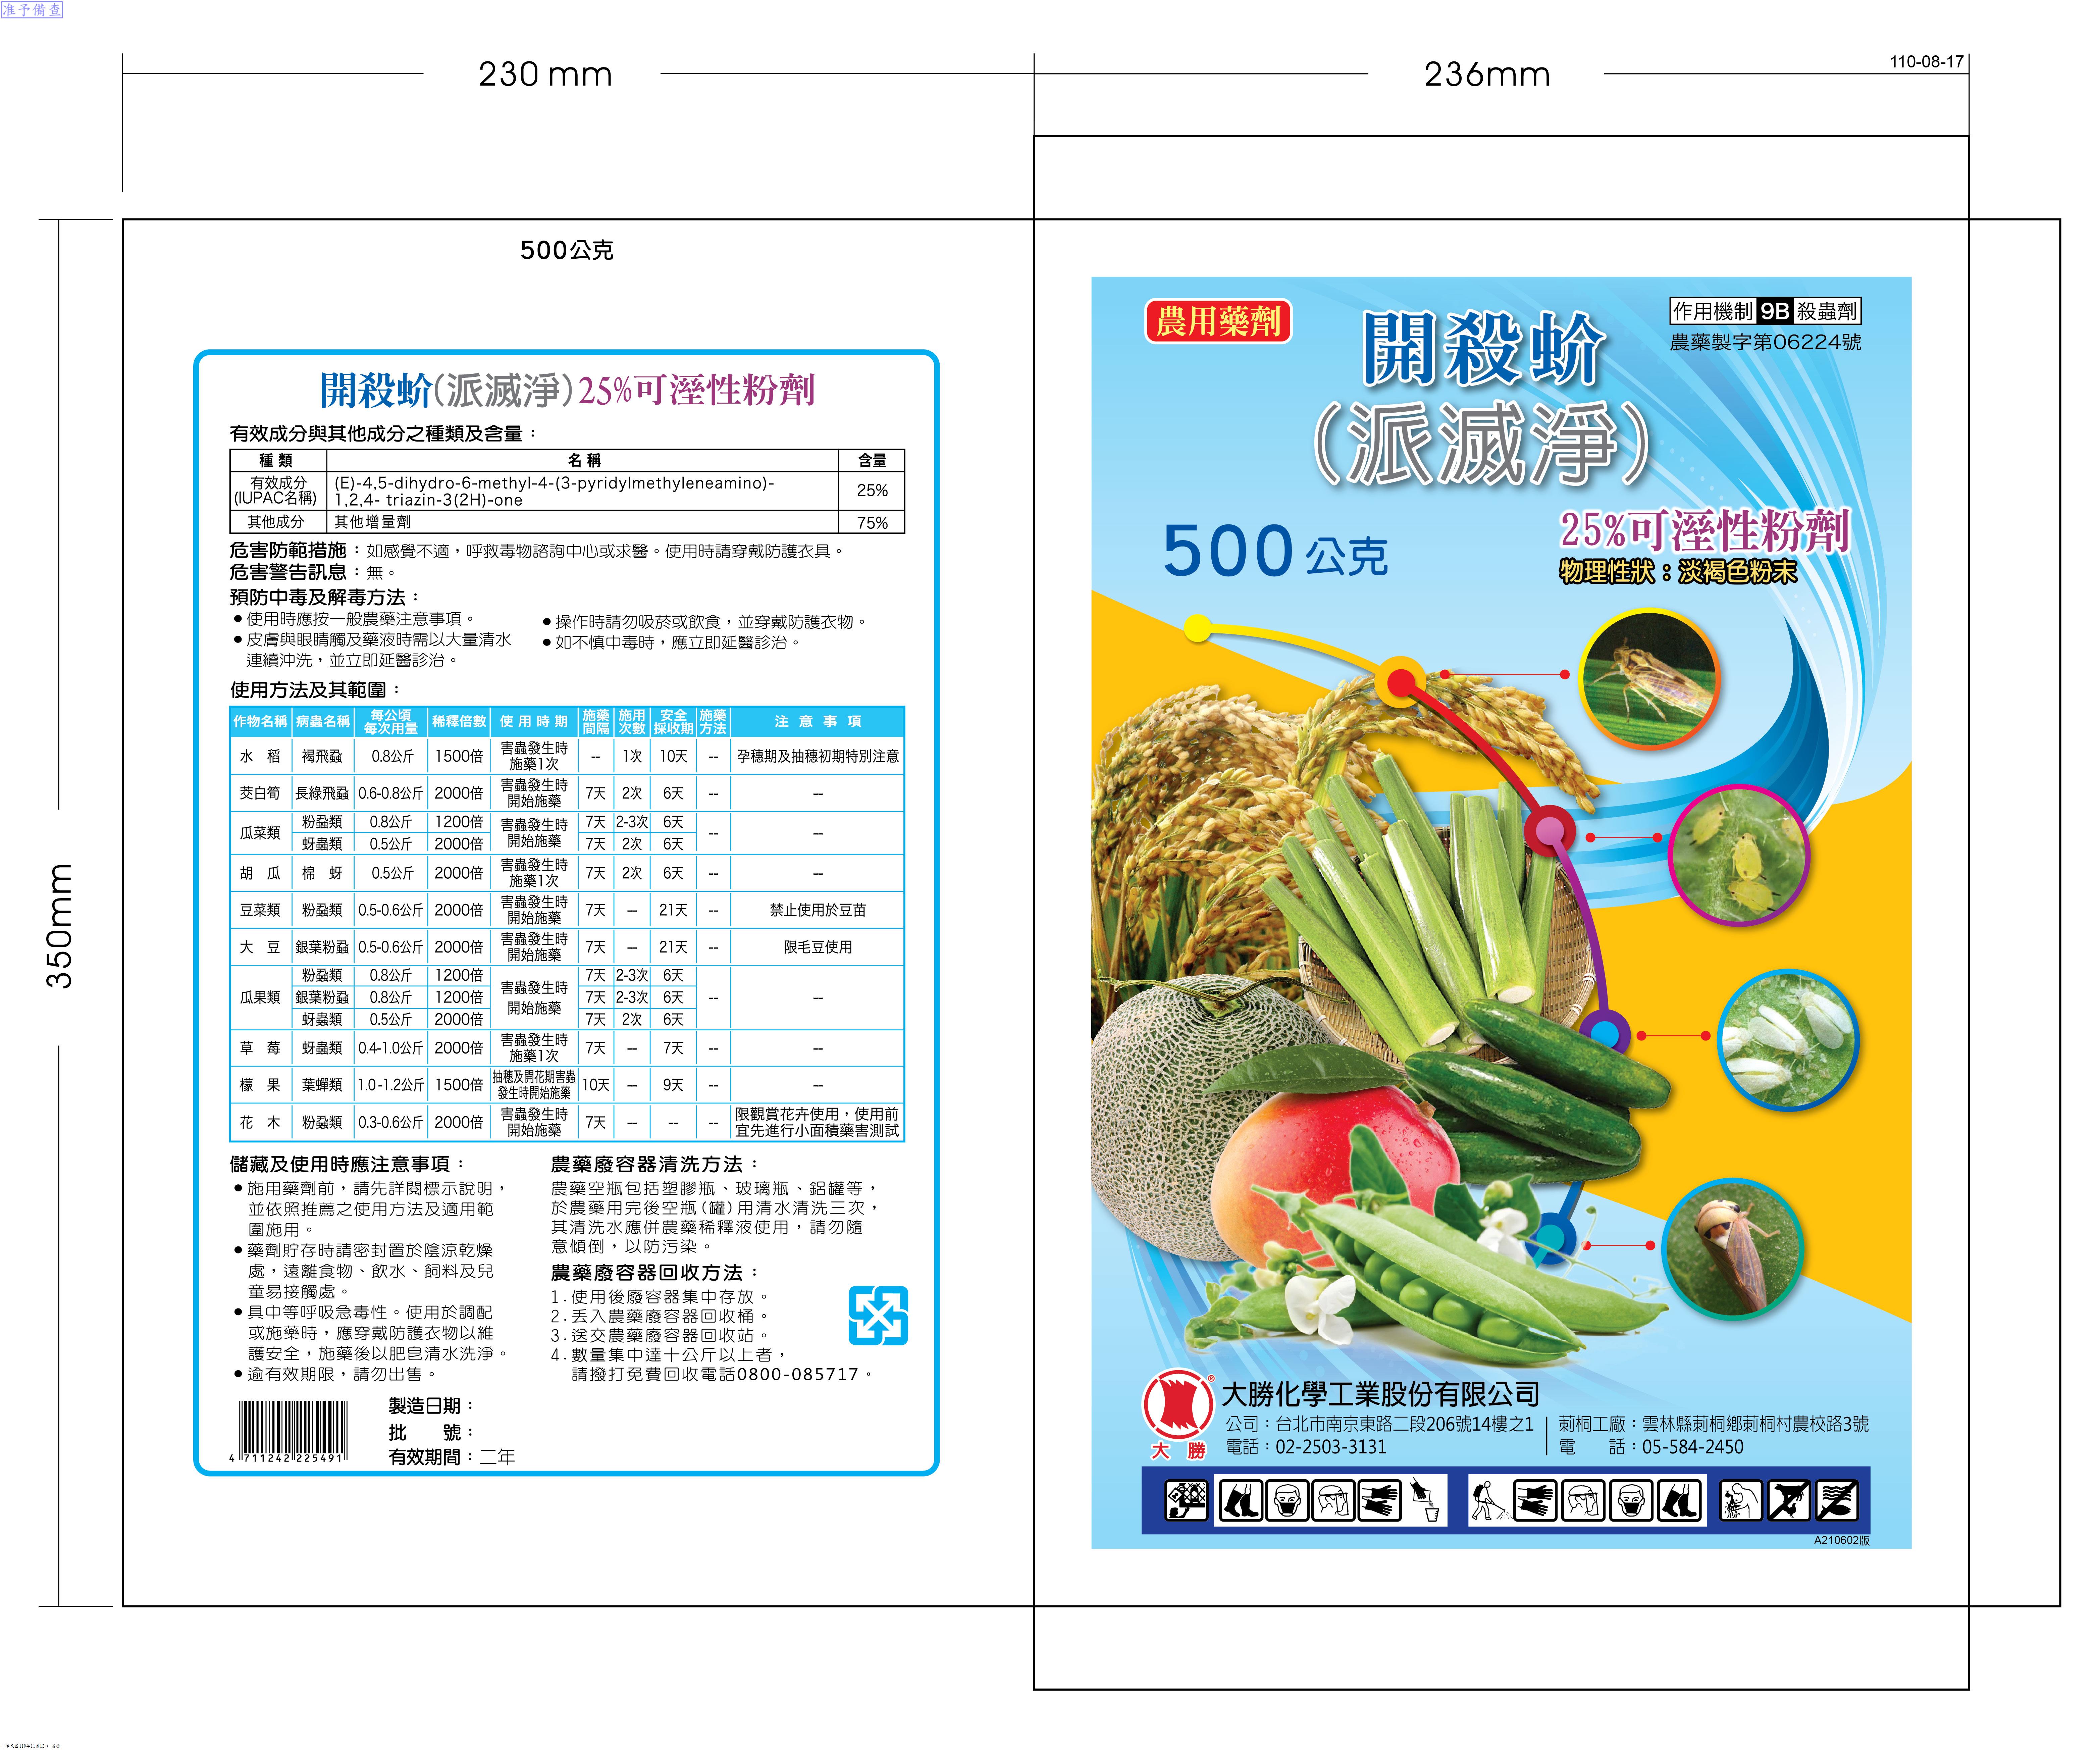 准予備查
230 mm
236mm
110-08-17
350mm
500公克
開殺蚧(派滅淨)25%可溼性粉劑
有效成分與其他成分之種類及含量：
種類 名稱 含量
有效成分(IUPAC名稱) (E)-4,5-dihydro-6-methyl-4-(3-pyridylmethyleneamino)-
1,2,4- triazin-3(2H)-one 25%
其他成分 其他增量劑 75%
危害防範措施：如感覺不適，呼救毒物諮詢中心或求醫。使用時請穿戴防護衣具。
危害警告訊息：無。
預防中毒及解毒方法：
●使用時應按一般農藥注意事項。
●皮膚與眼睛觸及藥液時需以大量清水
連續沖洗，並立即延醫診治。
●操作時請勿吸菸或飲食，並穿戴防護衣物。
●如不慎中毒時，應立即延醫診治。
使用方法及其範圍：
作物名稱 病蟲名稱 每公頃每次用量 稀釋倍數 使用時期 施藥間隔 施用次數 安全採收期 施藥方法 注意事項
水 稻 褐飛蝨 0.8公斤 1500倍 害蟲發生時施藥1次 -- 1次 10天 -- 孕穗期及抽穗初期特別注意
茭白筍 長綠飛蝨 0.6-0.8公斤 2000倍 害蟲發生時開始施藥 7天 2次 6天 -- --
瓜菜類 粉蝨類 0.8公斤 1200倍 害蟲發生時開始施藥 7天 2-3次 6天 -- --
蚜蟲類 0.5公斤 2000倍 7天 2次 6天
胡 瓜 棉 蚜 0.5公斤 2000倍 害蟲發生時施藥1次 7天 2次 6天 -- --
豆菜類 粉蝨類 0.5-0.6公斤 2000倍 害蟲發生時開始施藥 7天 -- 21天 -- 禁止使用於豆苗
大 豆 銀葉粉蝨 0.5-0.6公斤 2000倍 害蟲發生時開始施藥 7天 -- 21天 -- 限毛豆使用
瓜果類 粉蝨類 0.8公斤 1200倍 害蟲發生時開始施藥 7天 2-3次 6天 -- --
銀葉粉蝨 0.8公斤 1200倍 7天 2-3次 6天
蚜蟲類 0.5公斤 2000倍 7天 2次 6天
草 莓 蚜蟲類 0.4-1.0公斤 2000倍 害蟲發生時施藥1次 7天 -- 7天 -- --
檬 果 葉蟬類 1.0-1.2公斤 1500倍 抽穗及開花期害蟲發生時開始施藥 10天 -- 9天 -- --
花 木 粉蝨類 0.3-0.6公斤 2000倍 害蟲發生時開始施藥 7天 -- -- -- 限觀賞花卉使用，使用前宜先進行小面積藥害測試
儲藏及使用時應注意事項：
●施用藥劑前，請先詳閱標示說明，
並依照推薦之使用方法及適用範
圍施用。
●藥劑貯存時請密封置於陰涼乾燥
處，遠離食物、飲水、飼料及兒
童易接觸處。
●具中等呼吸急毒性。使用於調配
或施藥時，應穿戴防護衣物以維
護安全，施藥後以肥皂清水洗淨。
●逾有效期限，請勿出售。
農藥廢容器清洗方法：
農藥空瓶包括塑膠瓶、玻璃瓶、鋁罐等，
於農藥用完後空瓶(罐)用清水清洗三次，
其清洗水應併農藥稀釋液使用，請勿隨
意傾倒，以防污染。
農藥廢容器回收方法：
1.使用後廢容器集中存放。
2.丟入農藥廢容器回收桶。
3.送交農藥廢容器回收站。
4.數量集中達十公斤以上者，
請撥打免費回收電話0800-085717。
4 711242 225491
製造日期：
批 號：
有效期間：二年
農用藥劑
作用機制 9B 殺蟲劑
農藥製字第06224號
開殺蚧
(派滅淨)
500公克
25%可溼性粉劑
物理性狀：淡褐色粉末
®
大 勝
大勝化學工業股份有限公司
公司：台北市南京東路二段206號14樓之1
電話：02-2503-3131
莿桐工廠：雲林縣莿桐鄉莿桐村農校路3號
電 話：05-584-2450
A210602版